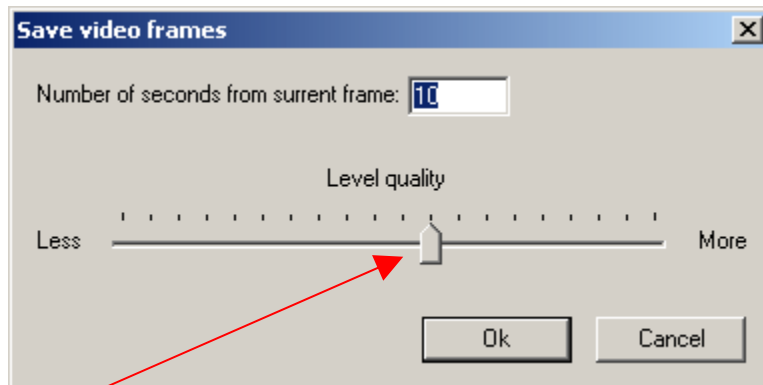 Save video frames
Number of seconds from surrent frame: 10
Level quality
Less More
Ok Cancel